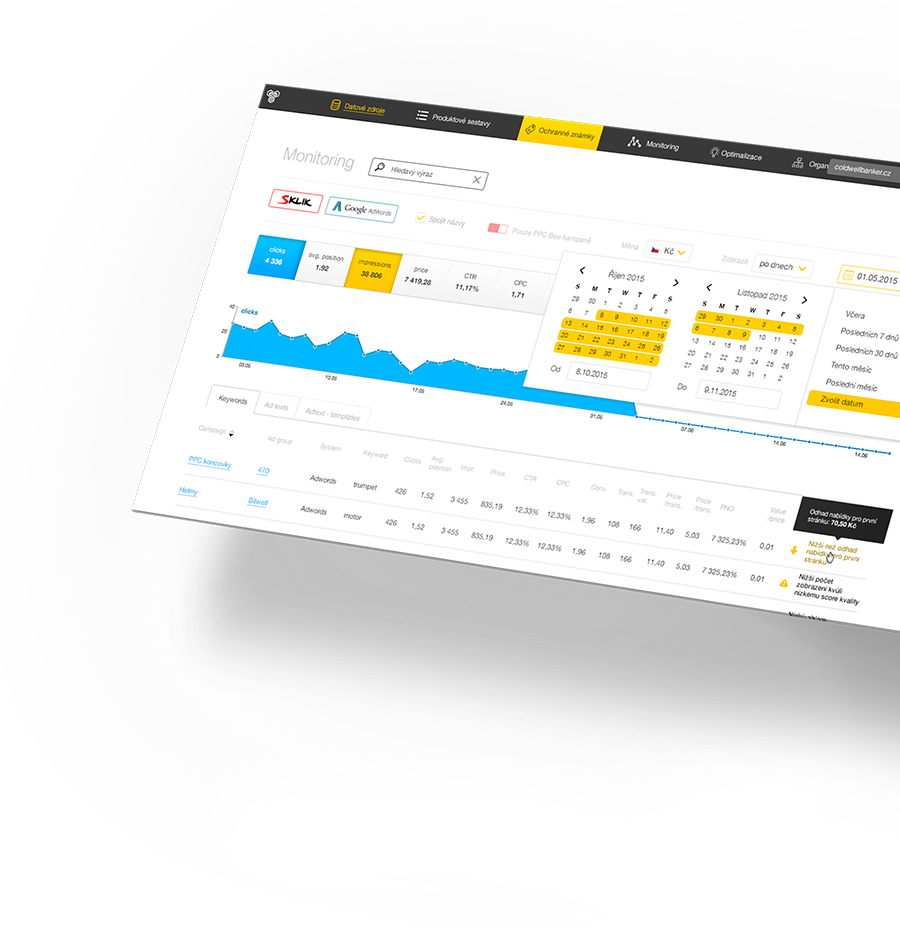 Datové zdroje
Produktové sestavy
Ochranné známky
Monitoring
Optimalizace
Organ
coldwellbanker.cz
Monitoring
Hledavý výraz
SKLIK
Google AdWords
Spojit názvy
Pouze PPC Bee kampaně
Měna
Kč
Zobrazit
po dnech
01.05.2015
clicks
4 336
avg. position
1.92
impressions
38 806
price
7 419,28
CTR
11,17%
CPC
1,71
clicks
40
20
0
03.05
10.05
17.05
24.05
31.05
07.06
14.06
14.06
Říjen 2015
S M T W T F S
29 30 1 2 3 4 5
6 7 8 9 10 11 12
13 14 15 16 17 18 19
20 21 22 23 24 25 26
27 28 29 30 31 1 2
Od
8.10.2015
Listopad 2015
S M T W T F S
29 30 1 2 3 4 5
6 7 8 9 10 11 12
13 14 15 16 17 18 19
20 21 22 23 24 25 26
27 28 29 30 31 1 2
Do
9.11.2015
Včera
Posledních 7 dnů
Posledních 30 dnů
Tento měsíc
Poslední měsíc
Zvolit datum
Keywords
Ad texts
Adtext - templates
Campaign
Ad group
System
Keyword
Clicks
Avg. position
Impr.
Price
CTR
CPC
Conv.
Trans.
Trans. val.
Price /trans.
Price /trans.
PNO
Value /price
PPC koncovky 470 Adwords trumpet 426 1,52 3 455 835,19 12,33% 12,33% 1,96 108 166 11,40 5,03 7 325,23% 0,01
Odhad nabídky pro první
stránku: 70,50 Kč
Nižší než odhad
nabídky pro první
stránku
Helmy Bitwell Adwords motor 426 1,52 3 455 835,19 12,33% 12,33% 1,96 108 166 11,40 5,03 7 325,23% 0,01
Nižší počet
zobrazení kvůli
nízkému score kvality